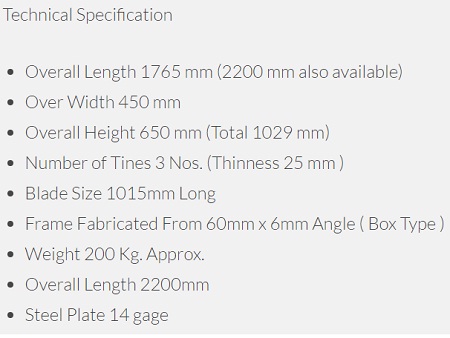 Technical Specification
• Overall Length 1765 mm (2200 mm also available)
• Over Width 450 mm
• Overall Height 650 mm (Total 1029 mm)
• Number of Tines 3 Nos. (Thinness 25 mm )
• Blade Size 1015mm Long
• Frame Fabricated From 60mm x 6mm Angle ( Box Type )
• Weight 200 Kg. Approx.
• Overall Length 2200mm
• Steel Plate 14 gage